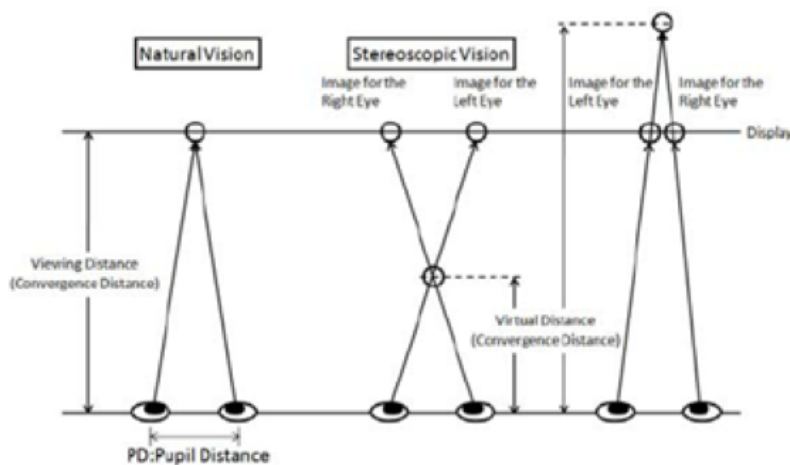 Natural Vision
Stereoscopic Vision
Image for the
Right Eye
Image for the
Left Eye
Image for the
Left Eye
Image for the
Right Eye
Display
Viewing Distance
(Convergence Distance)
Virtual Distance
(Convergence Distance)
PD:Pupil Distance